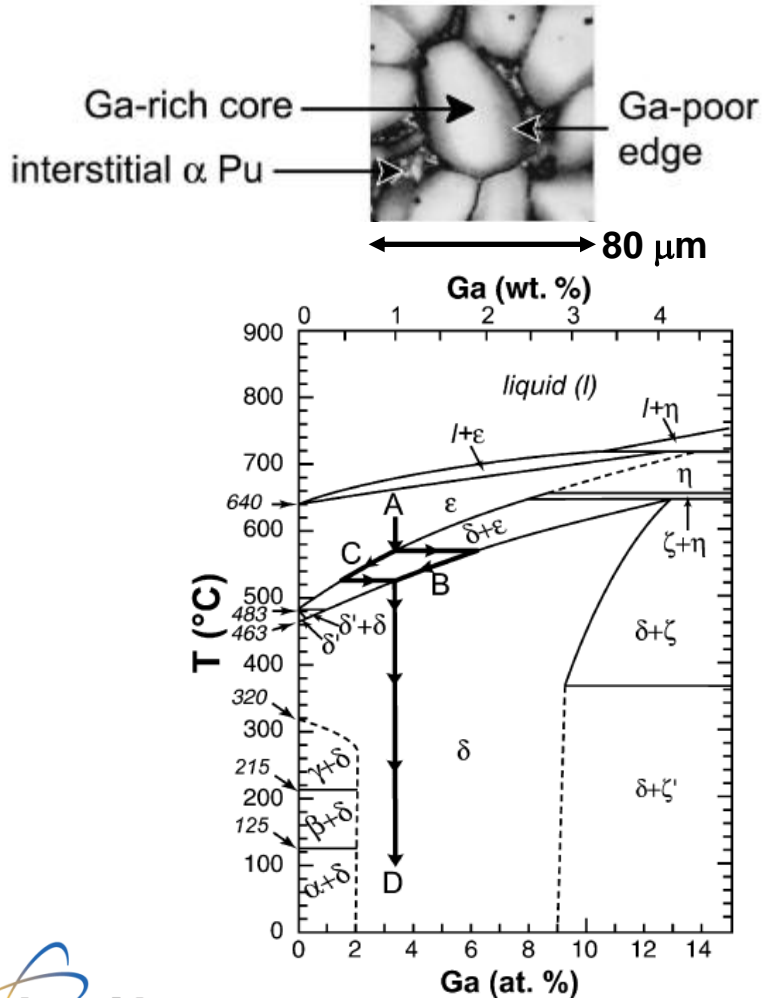 Ga-rich core
Ga-poor
edge
interstitial α Pu
80 μm
Ga (wt. %)
0 1 2 3 4
900
800
700
600
500
400
300
200
100
0
640
483
463
320
215
125
T (°C)
liquid (l)
l+η
l+ε
η
A
ε
δ+ε
ζ+η
C
B
δ'+δ
δ'
δ+ζ
γ+δ
δ
β+δ
δ+ζ'
α+δ
D
0 2 4 6 8 10 12 14
Ga (at. %)